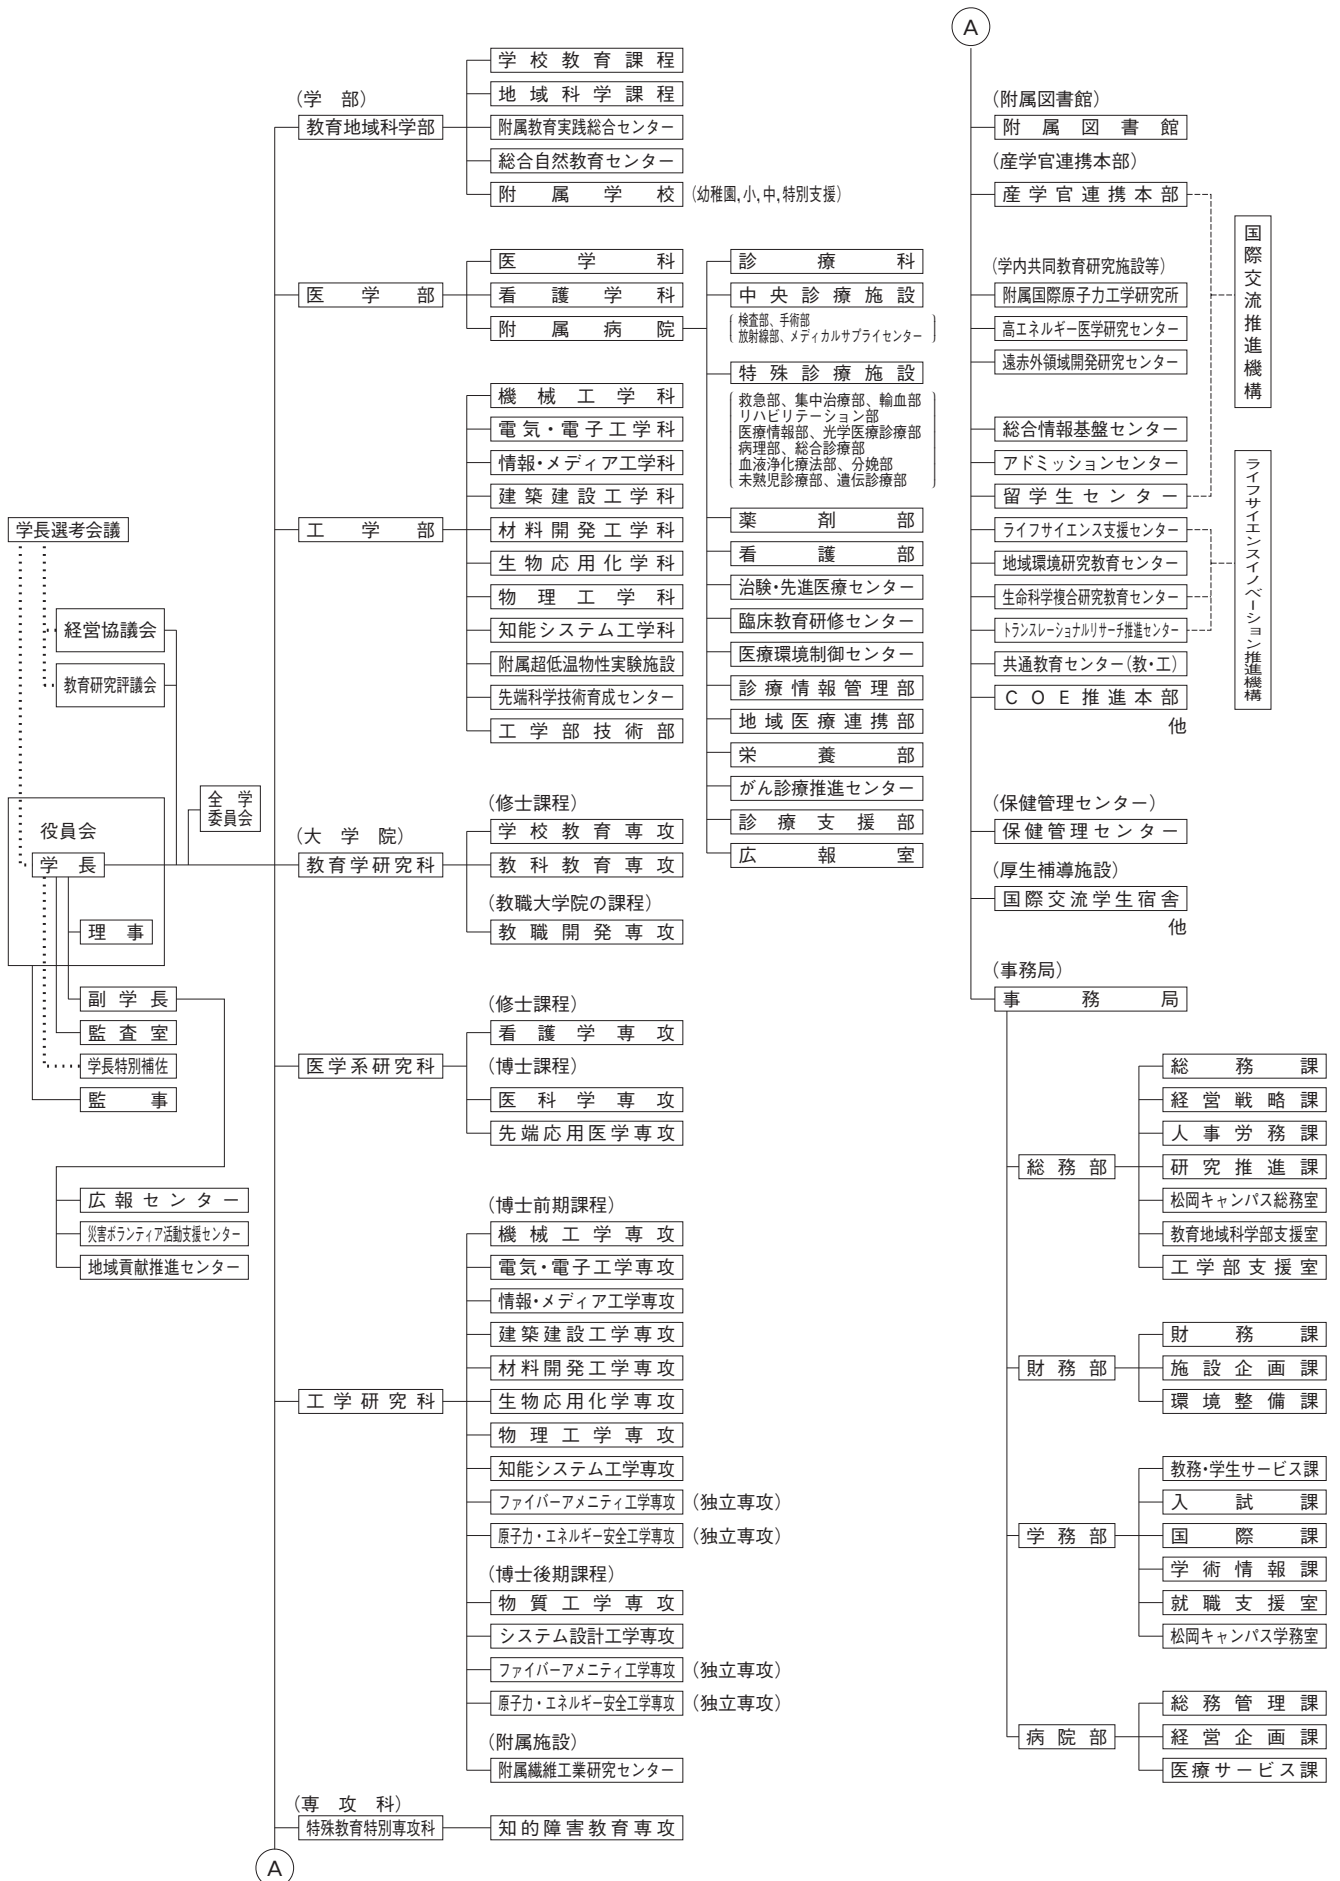 学長選考会議
経営協議会
教育研究評議会
全学
委員会
役員会
学長
理事
副学長
監査室
学長特別補佐
監事
広報センター
災害ボランティア活動支援センター
地域貢献推進センター
(学部)
教育地域科学部
学校教育課程
地域科学課程
附属教育実践総合センター
総合自然教育センター
附属学校 (幼稚園,小,中,特別支援)
医学部
医学科
看護学科
附属病院
診療科
中央診療施設
検査部、手術部
放射線部、メディカルサプライセンター
特殊診療施設
救急部、集中治療部、輸血部
リハビリテーション部
医療情報部、光学医療診療部
病理部、総合診療部
血液浄化療法部、分娩部
未熟児診療部、遺伝診療部
薬剤部
看護部
治験・先進医療センター
臨床教育研修センター
医療環境制御センター
診療情報管理部
地域医療連携部
栄養部
がん診療推進センター
診療支援部
広報室
工学部
機械工学科
電気・電子工学科
情報・メディア工学科
建築建設工学科
材料開発工学科
生物応用化学科
物理工学科
知能システム工学科
附属超低温物性実験施設
先端科学技術育成センター
工学部技術部
(大学院)
教育学研究科
(修士課程)
学校教育専攻
教科教育専攻
(教職大学院の課程)
教職開発専攻
医学系研究科
(修士課程)
看護学専攻
(博士課程)
医科学専攻
先端応用医学専攻
工学研究科
(博士前期課程)
機械工学専攻
電気・電子工学専攻
情報・メディア工学専攻
建築建設工学専攻
材料開発工学専攻
生物応用化学専攻
物理工学専攻
知能システム工学専攻
ファイバーアメニティ工学専攻 (独立専攻)
原子力・エネルギー安全工学専攻 (独立専攻)
(博士後期課程)
物質工学専攻
システム設計工学専攻
ファイバーアメニティ工学専攻 (独立専攻)
原子力・エネルギー安全工学専攻 (独立専攻)
(附属施設)
附属繊維工業研究センター
(専攻科)
特殊教育特別専攻科
知的障害教育専攻
A
A
(附属図書館)
附属図書館
(産学官連携本部)
産学官連携本部
(学内共同教育研究施設等)
附属国際原子力工学研究所
高エネルギー医学研究センター
遠赤外領域開発研究センター
総合情報基盤センター
アドミッションセンター
留学生センター
ライフサイエンス支援センター
地域環境研究教育センター
生命科学複合研究教育センター
トランスレーショナルリサーチ推進センター
共通教育センター(教・工)
COE推進本部
他
国際交流推進機構
ライフサイエンスイノベーション推進機構
(保健管理センター)
保健管理センター
(厚生補導施設)
国際交流学生宿舎
他
(事務局)
事務局
総務部
総務課
経営戦略課
人事労務課
研究推進課
松岡キャンパス総務室
教育地域科学部支援室
工学部支援室
財務部
財務課
施設企画課
環境整備課
学務部
教務・学生サービス課
入試課
国際課
学術情報課
就職支援室
松岡キャンパス学務室
病院部
総務管理課
経営企画課
医療サービス課